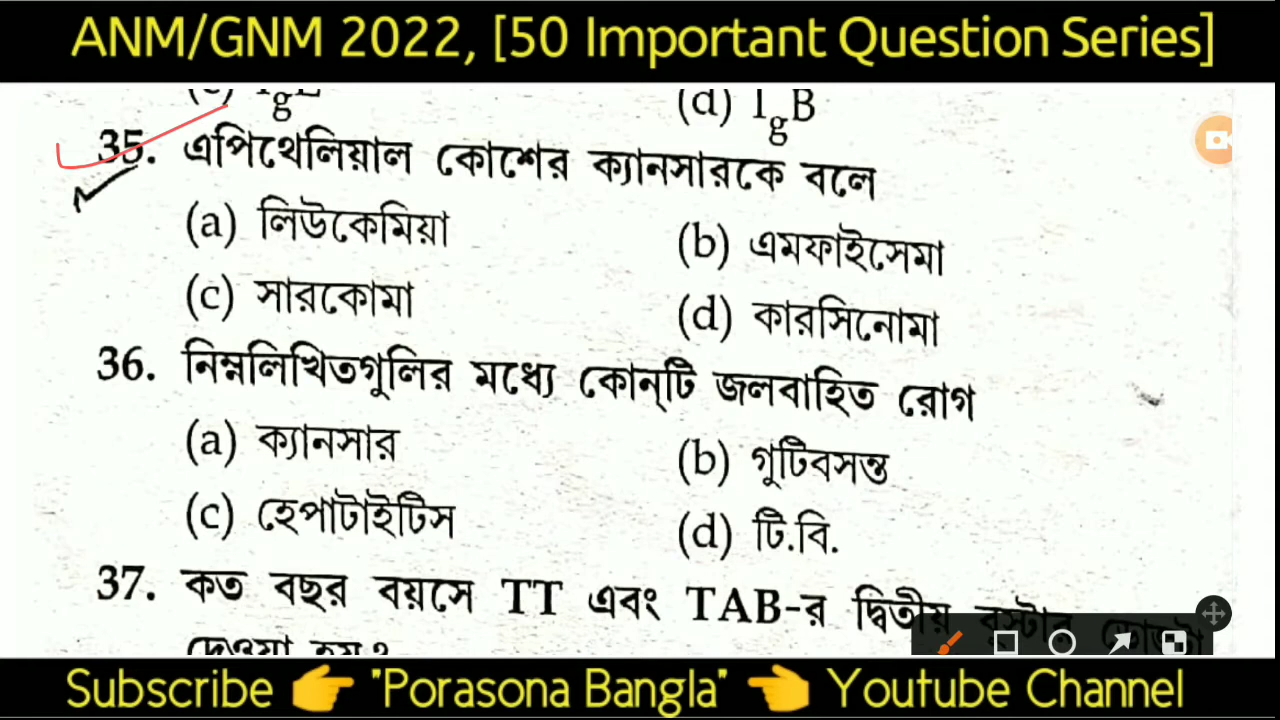 ANM/GNM 2022, [50 Important Question Series]
(d) IgB
35. এপিথেলিয়াল কোশের ক্যানসারকে বলে
(a) লিউকেমিয়া (b) এমফাইসেমা
(c) সারকোমা (d) কারসিনোমা
36. নিম্নলিখিতগুলির মধ্যে কোন্‌টি জলবাহিত রোগ
(a) ক্যানসার (b) গুটিবসন্ত
(c) হেপাটাইটিস (d) টি.বি.
37. কত বছর বয়সে TT এবং TAB-র দ্বিতীয় বুস্টার
Subscribe 👉 "Porasona Bangla" 👈 Youtube Channel